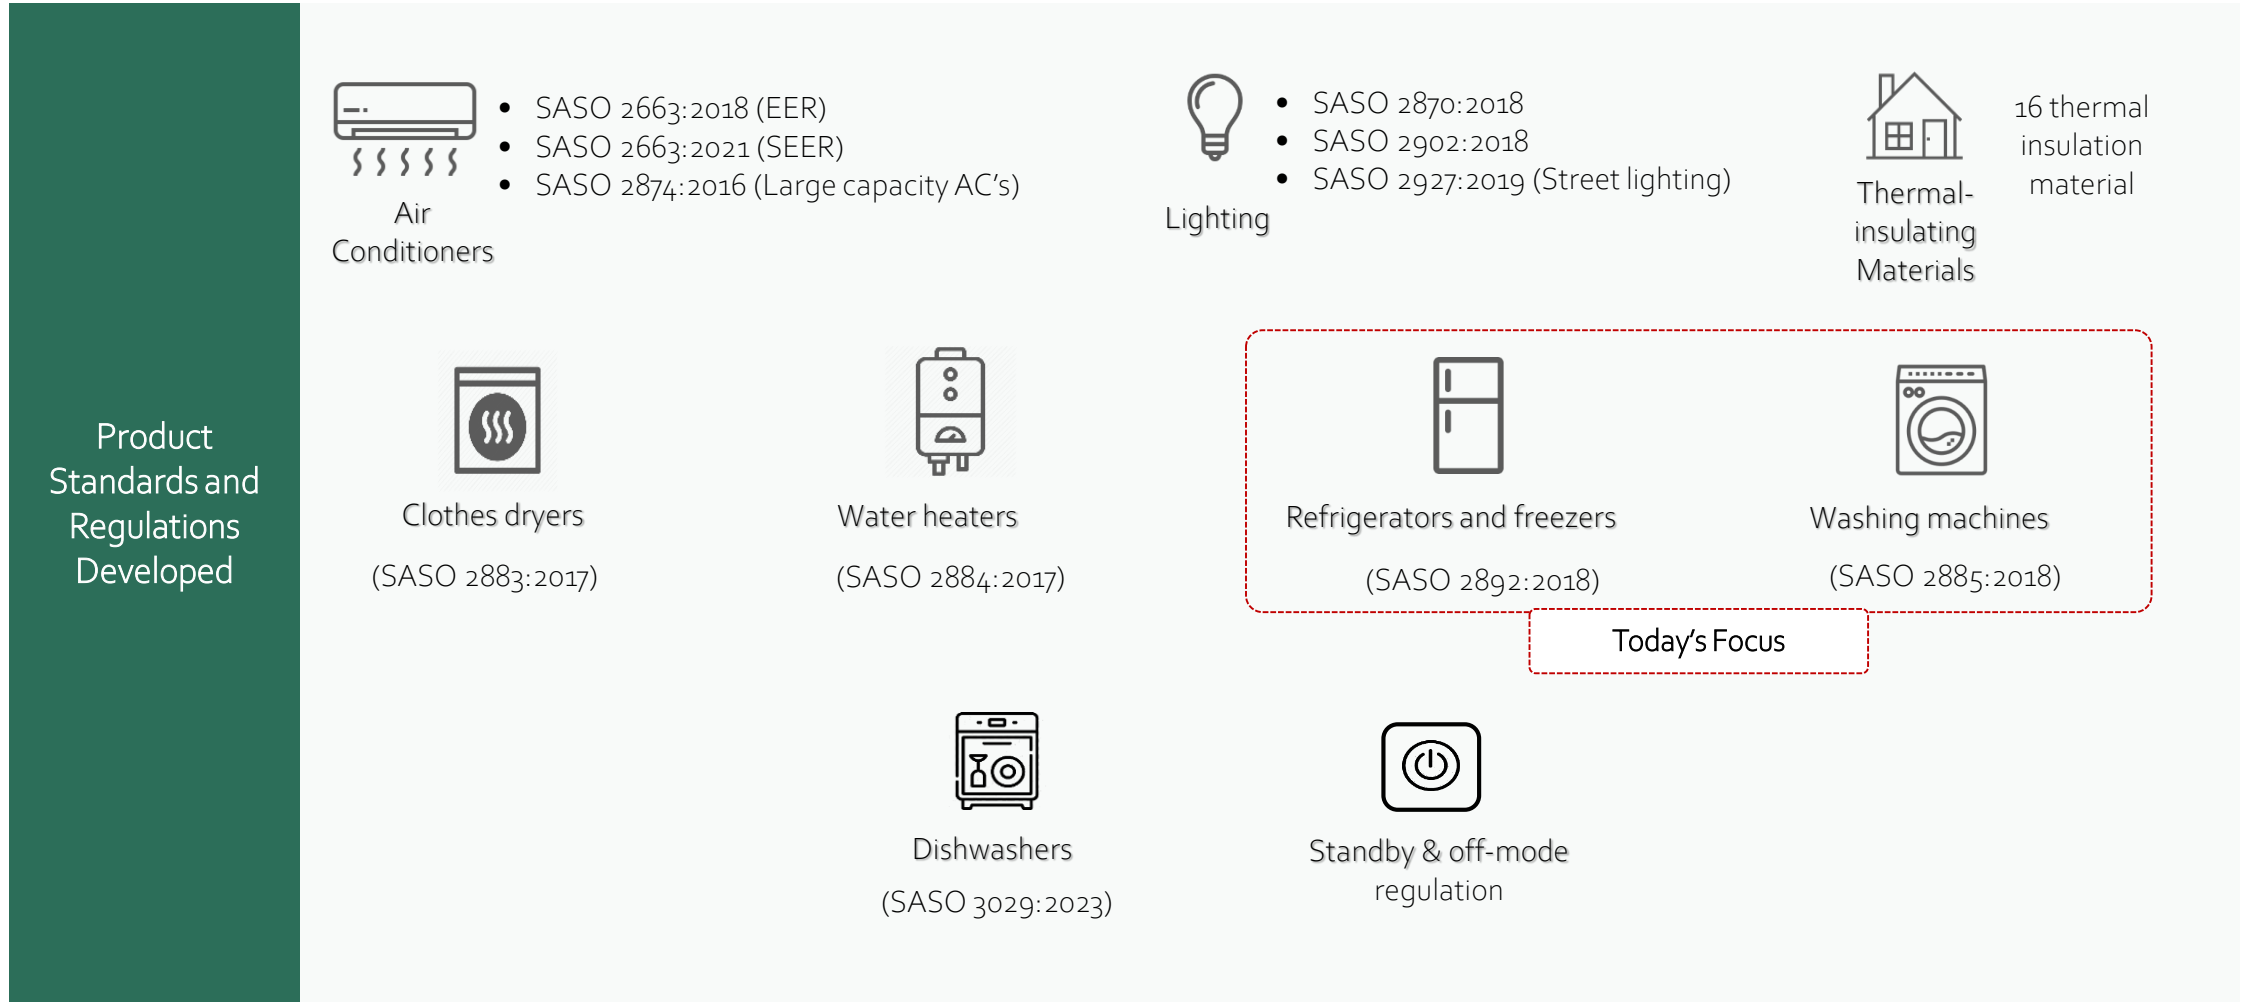 Product
Standards and
Regulations
Developed
• SASO 2663:2018 (EER)
• SASO 2663:2021 (SEER)
• SASO 2874:2016 (Large capacity AC’s)
Air
Conditioners
• SASO 2870:2018
• SASO 2902:2018
• SASO 2927:2019 (Street lighting)
Lighting
16 thermal
insulation
material
Thermal-
insulating
Materials
Clothes dryers
(SASO 2883:2017)
Water heaters
(SASO 2884:2017)
Refrigerators and freezers
(SASO 2892:2018)
Washing machines
(SASO 2885:2018)
Today’s Focus
Dishwashers
(SASO 3029:2023)
Standby & off-mode
regulation